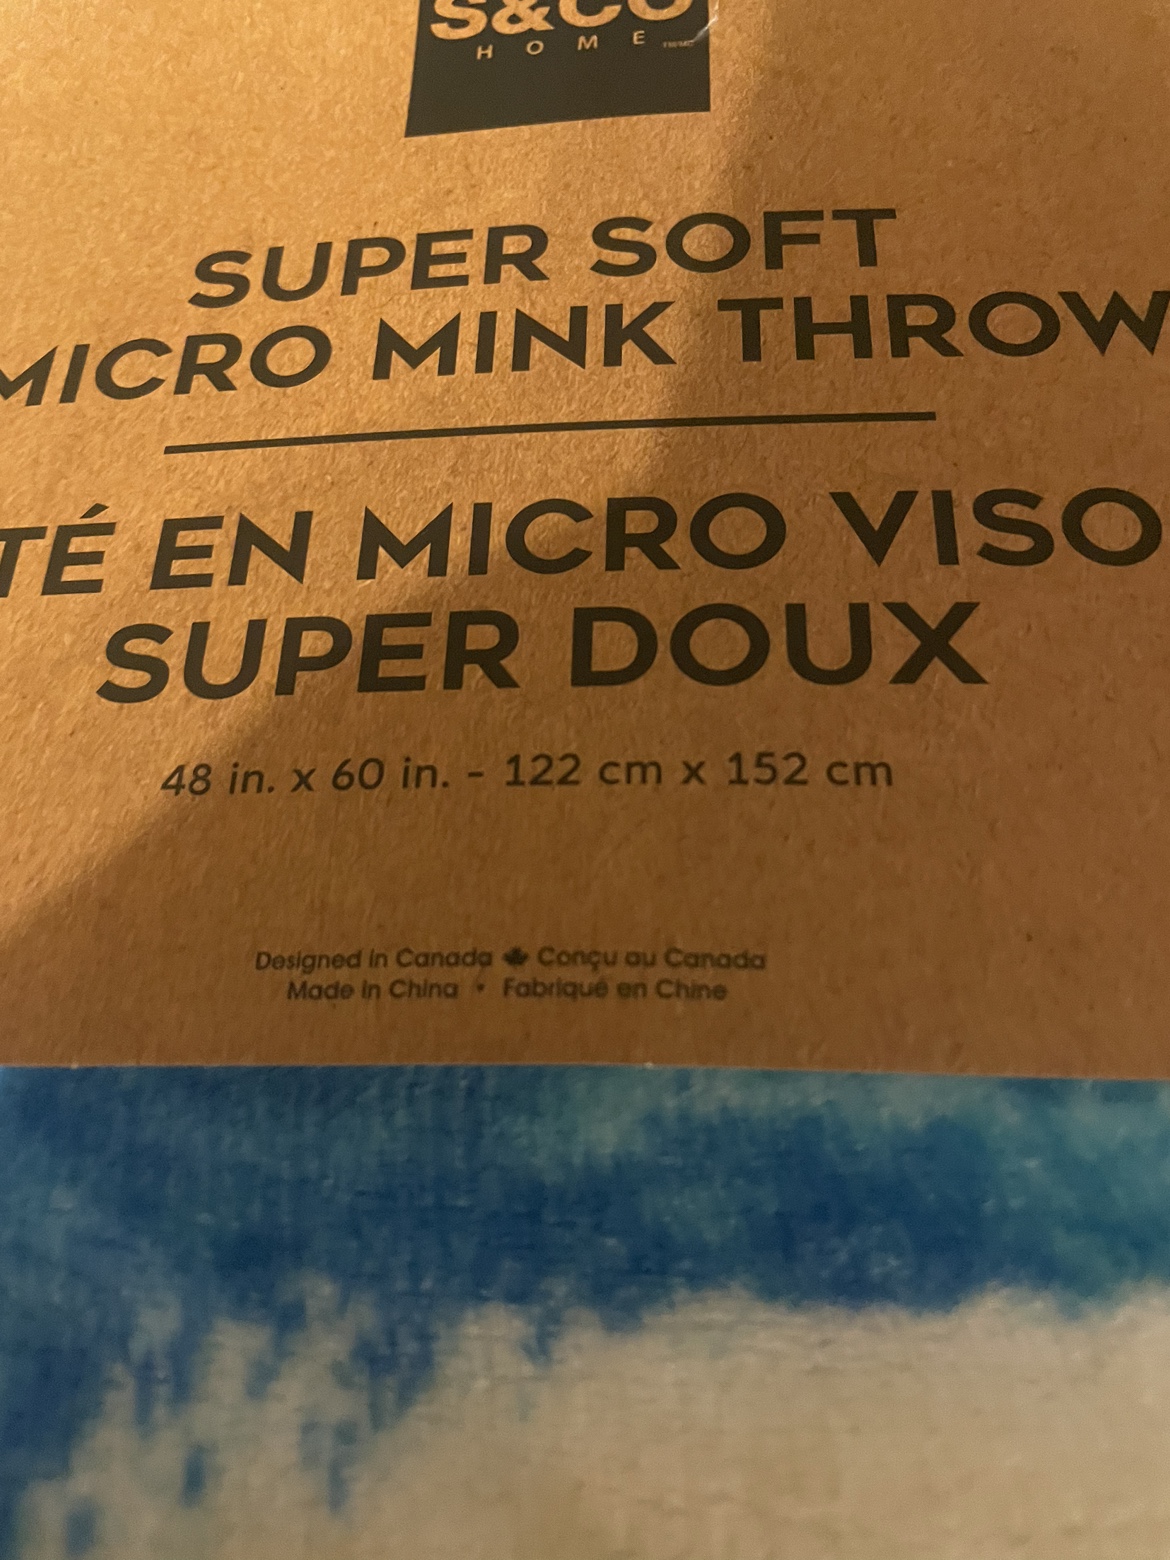 S&CO
HOME
SUPER SOFT
MICRO MINK THROW
TÉ EN MICRO VISO
SUPER DOUX
48 in. x 60 in. - 122 cm x 152 cm
Designed in Canada Conçu au Canada
Made in China • Fabriqué en Chine